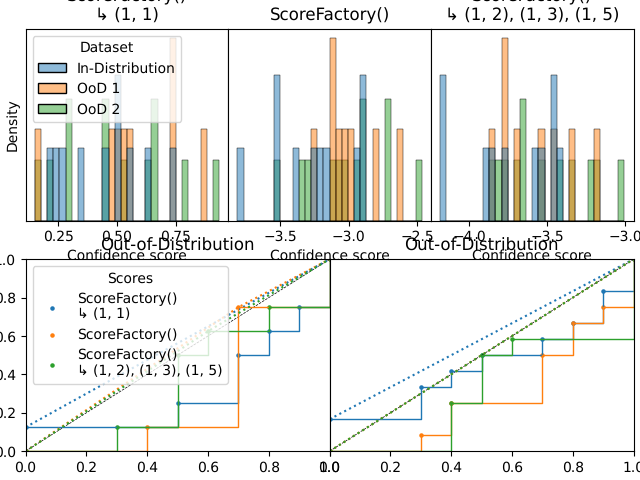 ScoreFactory()
↳ (1, 1)
ScoreFactory()
ScoreFactory()
↳ (1, 2), (1, 3), (1, 5)
Density
Dataset
In-Distribution
OoD 1
OoD 2
0.25 0.50 0.75
−3.5 −3.0 −2.5
−4.0 −3.5 −3.0
Confidence score
Confidence score
Confidence score
Out-of-Distribution
Out-of-Distribution
1.0
0.8
0.6
0.4
0.2
0.0
Scores
ScoreFactory()
↳ (1, 1)
ScoreFactory()
ScoreFactory()
↳ (1, 2), (1, 3), (1, 5)
0.0 0.2 0.4 0.6 0.8 1.0
0.0 0.2 0.4 0.6 0.8 1.0